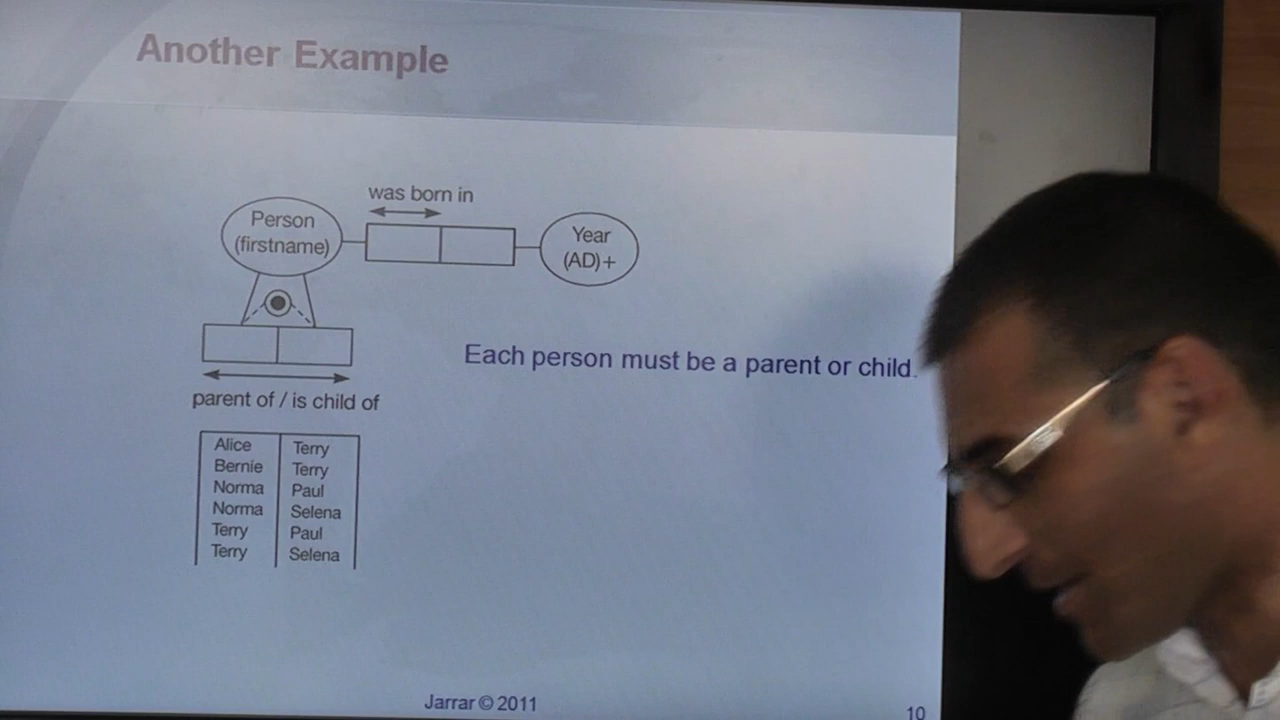 Another Example
was born in
Person
(firstname)
Year
(AD)+
Each person must be a parent or child.
parent of / is child of
Alice Terry
Bernie Terry
Norma Paul
Norma Selena
Terry Paul
Terry Selena
Jarrar © 2011
10